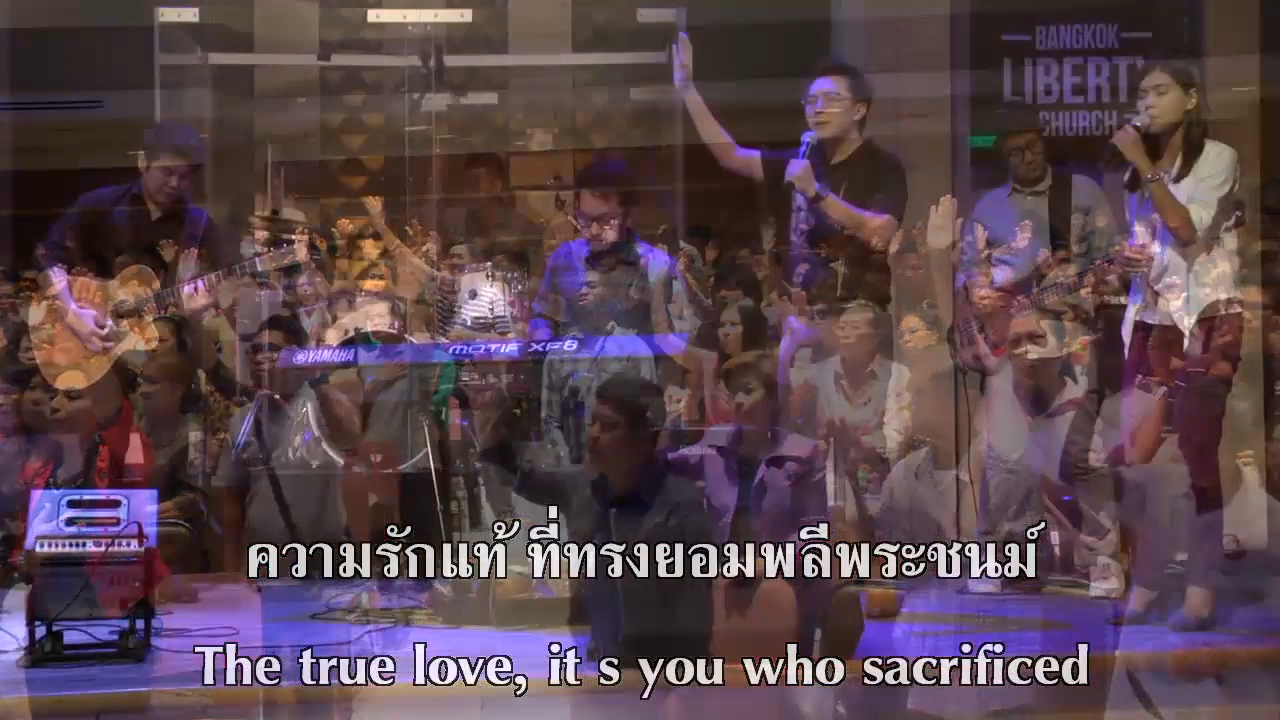 BANGKOK
LIBERTY
CHURCH
YAMAHA MOTIF XF8
ความรักแท้ ที่ทรงยอมพลีพระชนม์
The true love, it s you who sacrificed